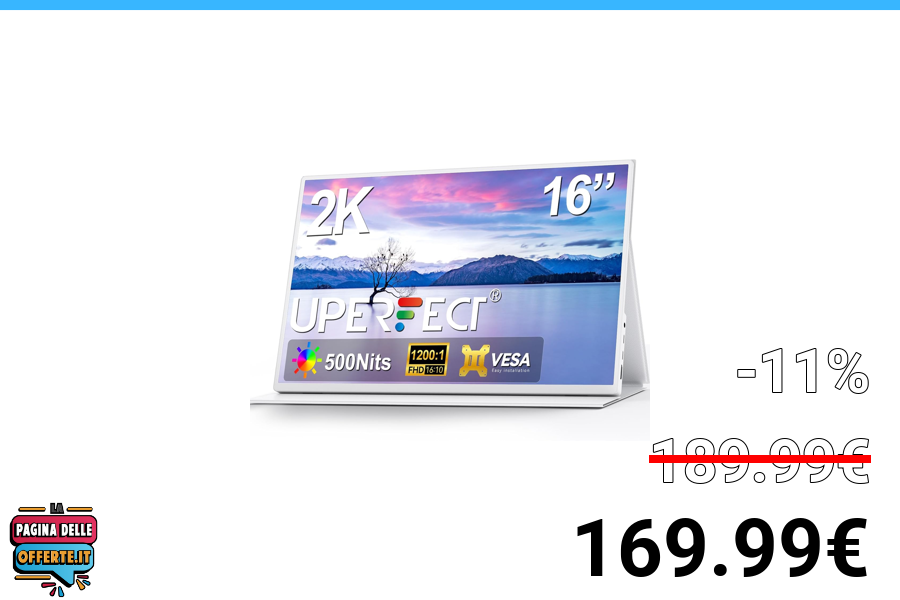 2K
16”
UPERFECT®
500Nits
1200:1
FHD 16:10
VESA
Easy Installation
-11%
189.99€
169.99€
LA
PAGINA DELLE
OFFERTE.IT